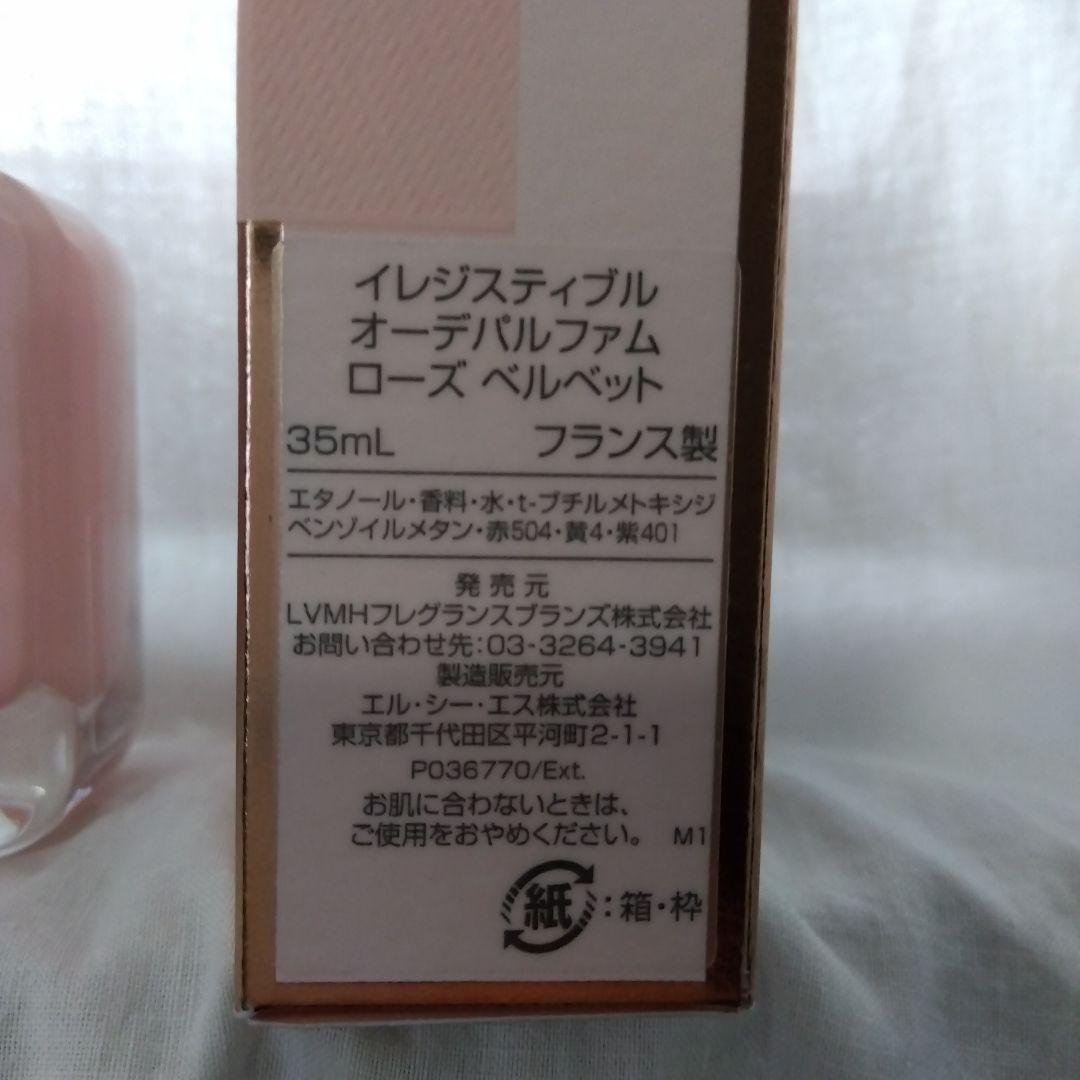 イレジスティブル
オーデパルファム
ローズ ベルベット
35mL フランス製
エタノール・香料・水・t-ブチルメトキシジ
ベンゾイルメタン・赤504・黄4・紫401
発売元
LVMHフレグランスブランズ株式会社
お問い合わせ先:03-3264-3941
製造販売元
エル・シー・エス株式会社
東京都千代田区平河町2-1-1
P036770/Ext.
お肌に合わないときは、
ご使用をおやめください。 M1
紙:箱・枠